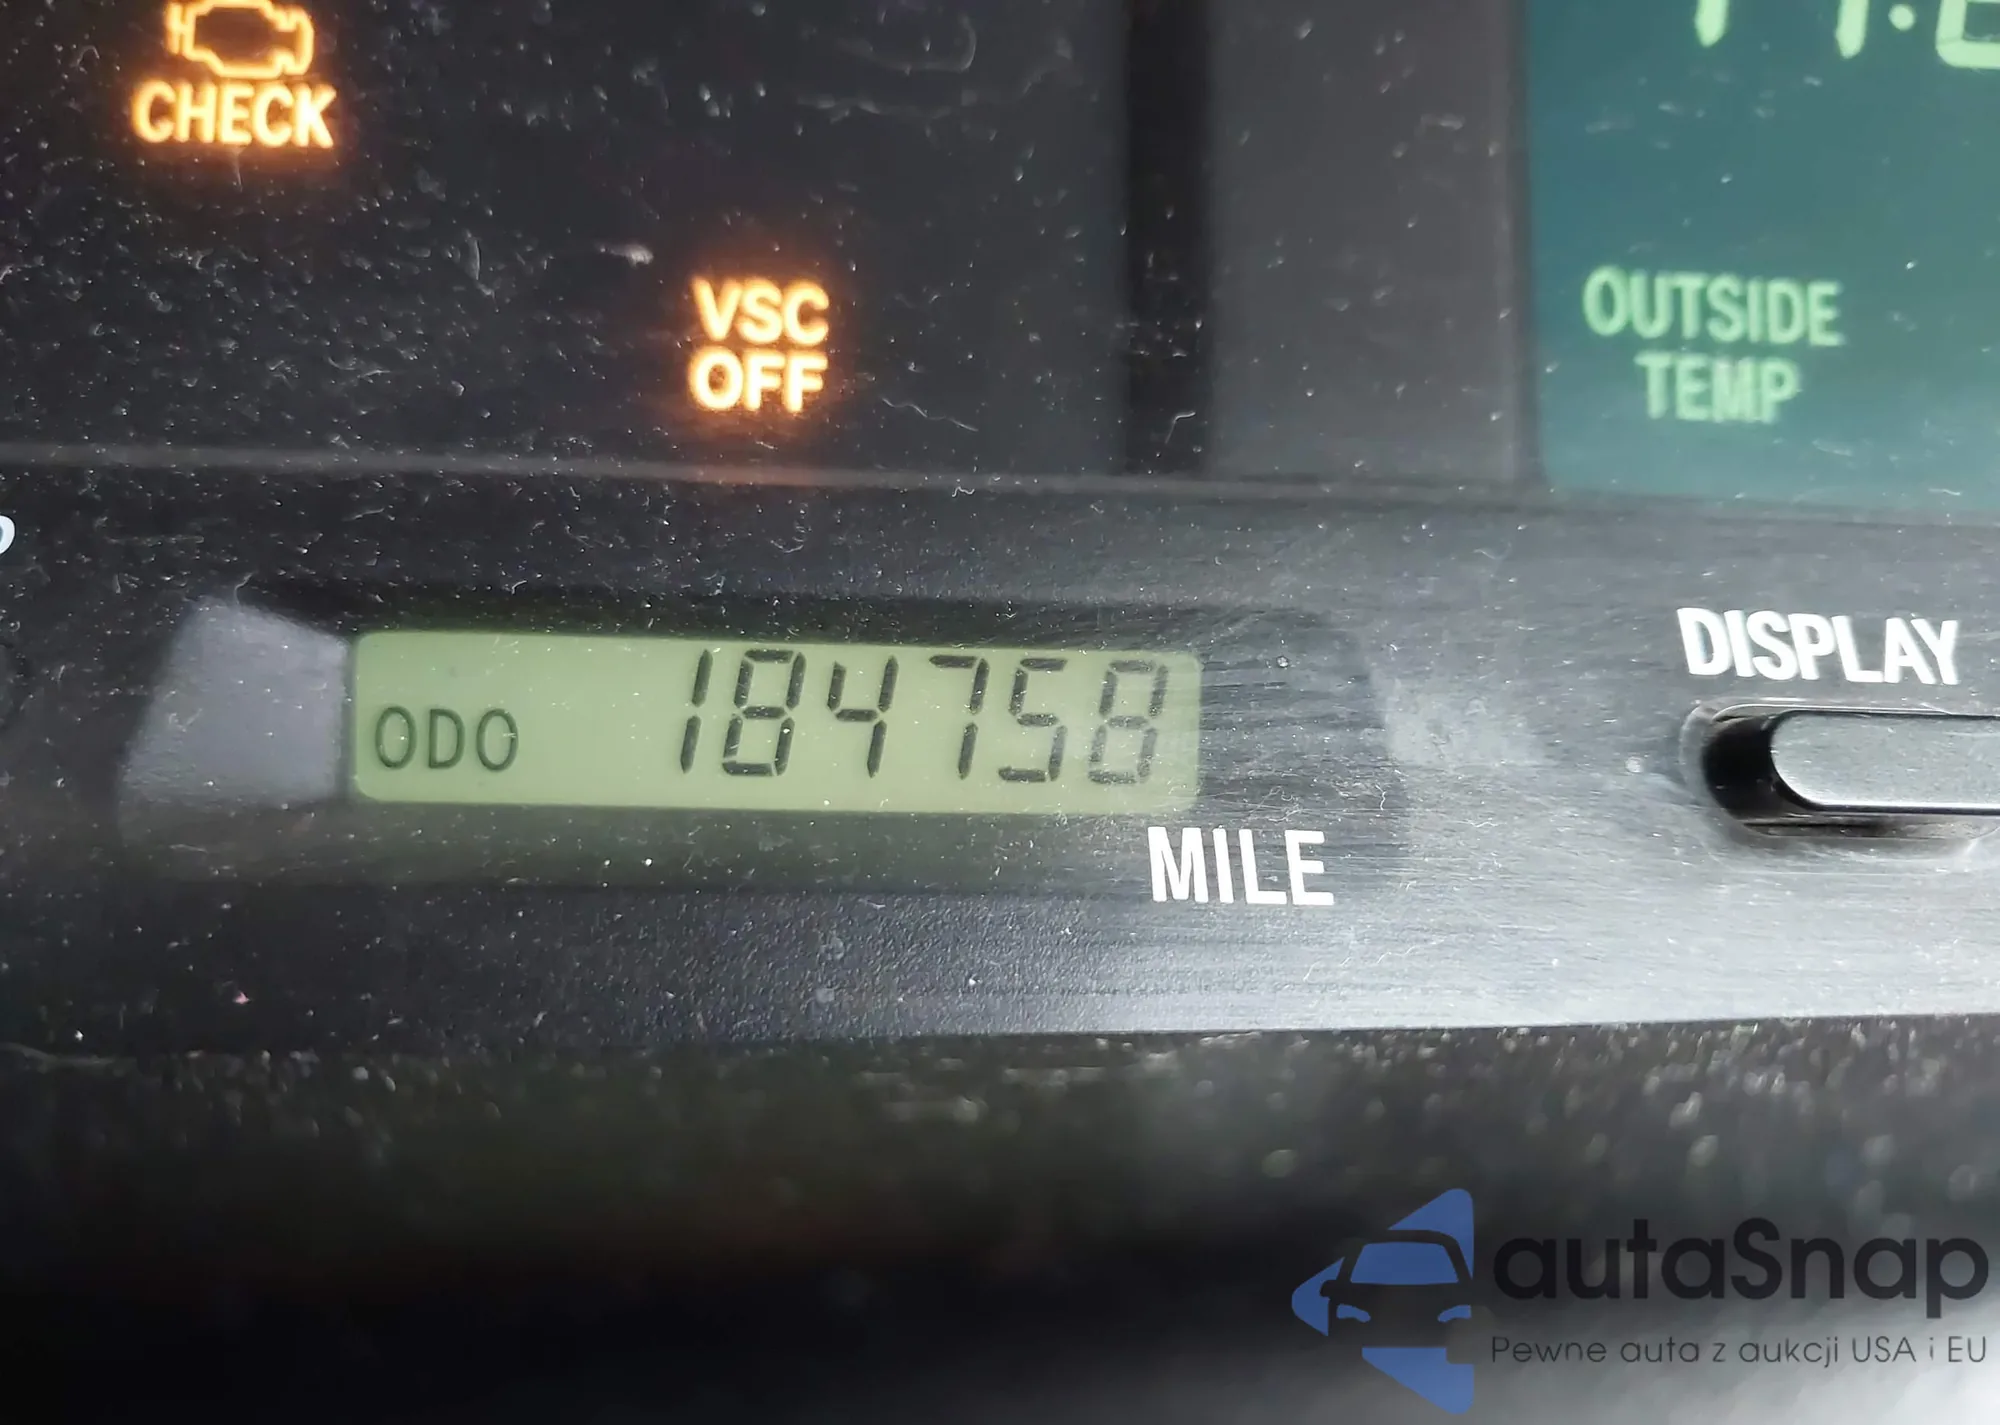 CHECK
VSC
OFF
OUTSIDE
TEMP
DISPLAY
ODO 184758
MILE
autaSnap
Pewne auta z aukcji USA i EU